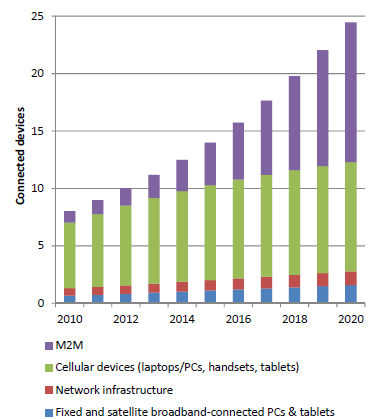 25
20
15
10
5
0
Connected devices
2010 2012 2014 2016 2018 2020
M2M
Cellular devices (laptops/PCs, handsets, tablets)
Network infrastructure
Fixed and satellite broadband-connected PCs & tablets